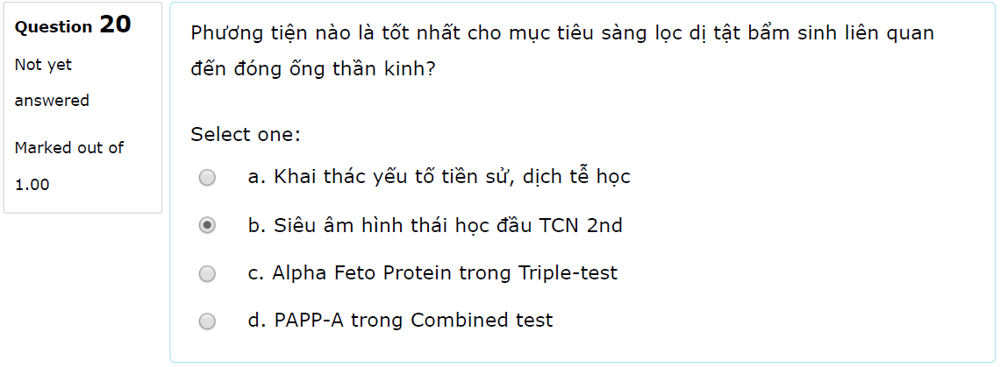 Question 20
Not yet
answered
Marked out of
1.00
Phương tiện nào là tốt nhất cho mục tiêu sàng lọc dị tật bẩm sinh liên quan
đến đóng ống thần kinh?
Select one:
a. Khai thác yếu tố tiền sử, dịch tễ học
b. Siêu âm hình thái học đầu TCN 2nd
c. Alpha Feto Protein trong Triple-test
d. PAPP-A trong Combined test